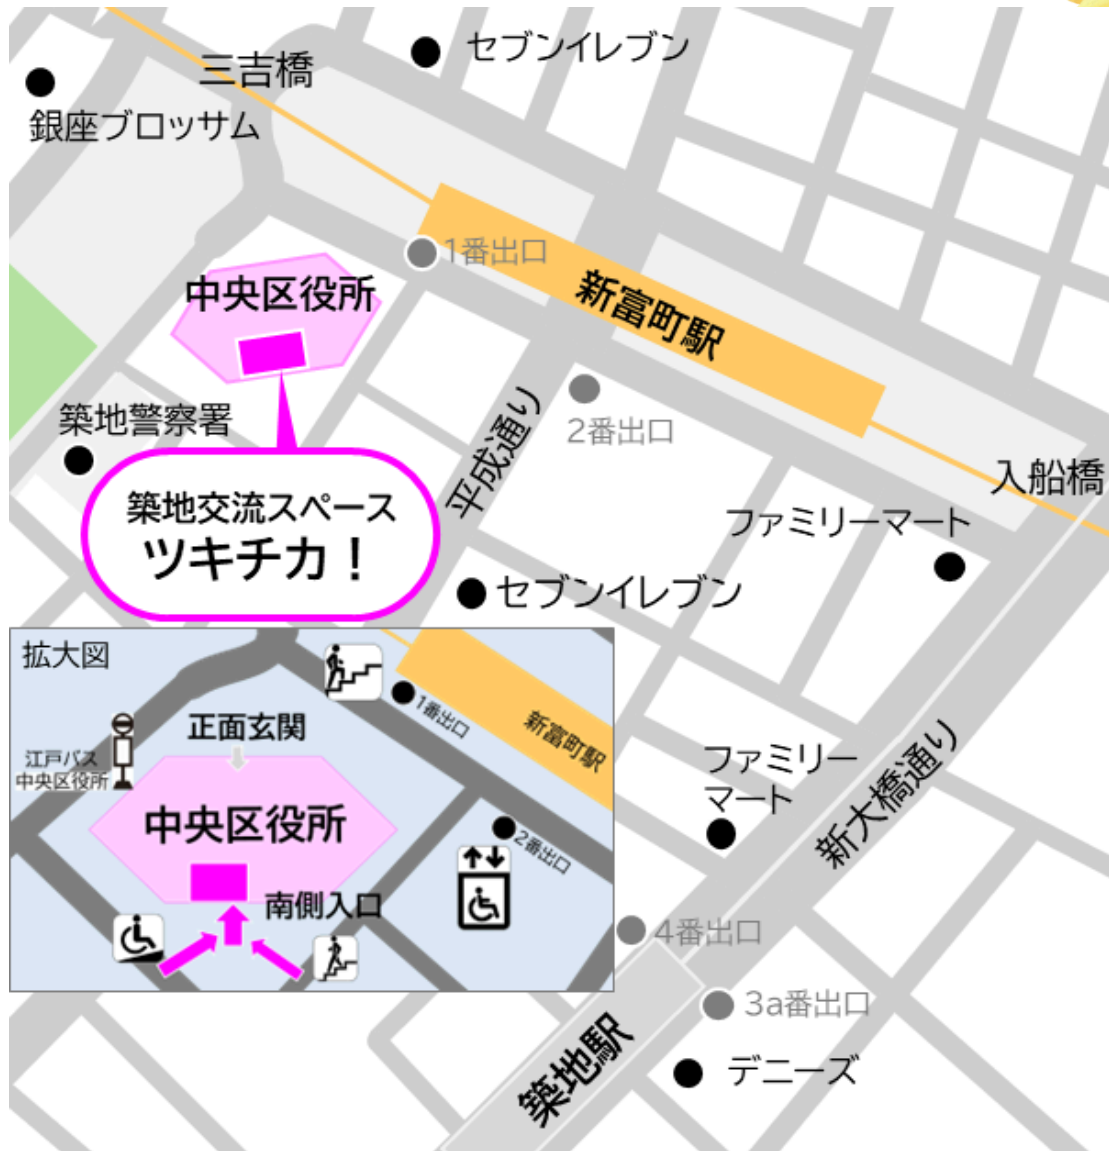 セブンイレブン
三吉橋
銀座ブロッサム
1番出口
中央区役所
新富町駅
2番出口
平成通り
築地警察署
入船橋
築地交流スペース
ツキチカ！
ファミリーマート
セブンイレブン
拡大図
1番出口
新富町駅
正面玄関
江戸バス
中央区役所
中央区役所
2番出口
南側入口
ファミリー
マート
新大橋通り
4番出口
3a番出口
築地駅
デニーズ